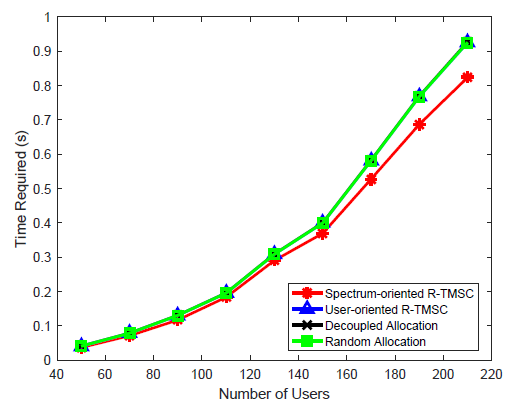 1
0.9
0.8
0.7
0.6
0.5
0.4
0.3
0.2
0.1
0
Time Required (s)
Spectrum-oriented R-TMSC
User-oriented R-TMSC
Decoupled Allocation
Random Allocation
40 60 80 100 120 140 160 180 200 220
Number of Users